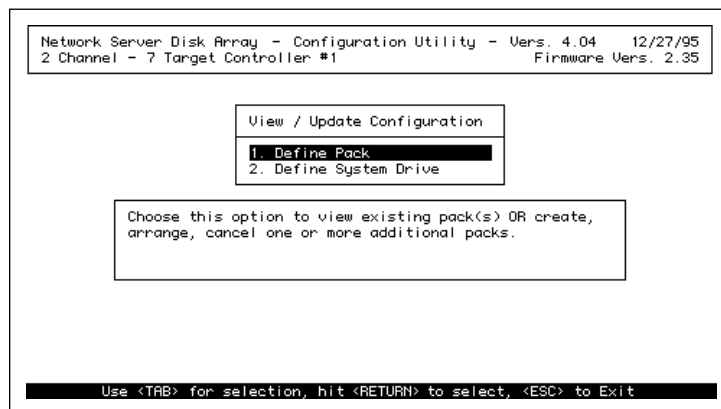 Network Server Disk Array - Configuration Utility - Vers. 4.04 12/27/95
2 Channel - 7 Target Controller #1 Firmware Vers. 2.35
View / Update Configuration
1. Define Pack
2. Define System Drive
Choose this option to view existing pack(s) OR create,
arrange, cancel one or more additional packs.
Use <TAB> for selection, hit <RETURN> to select, <ESC> to Exit